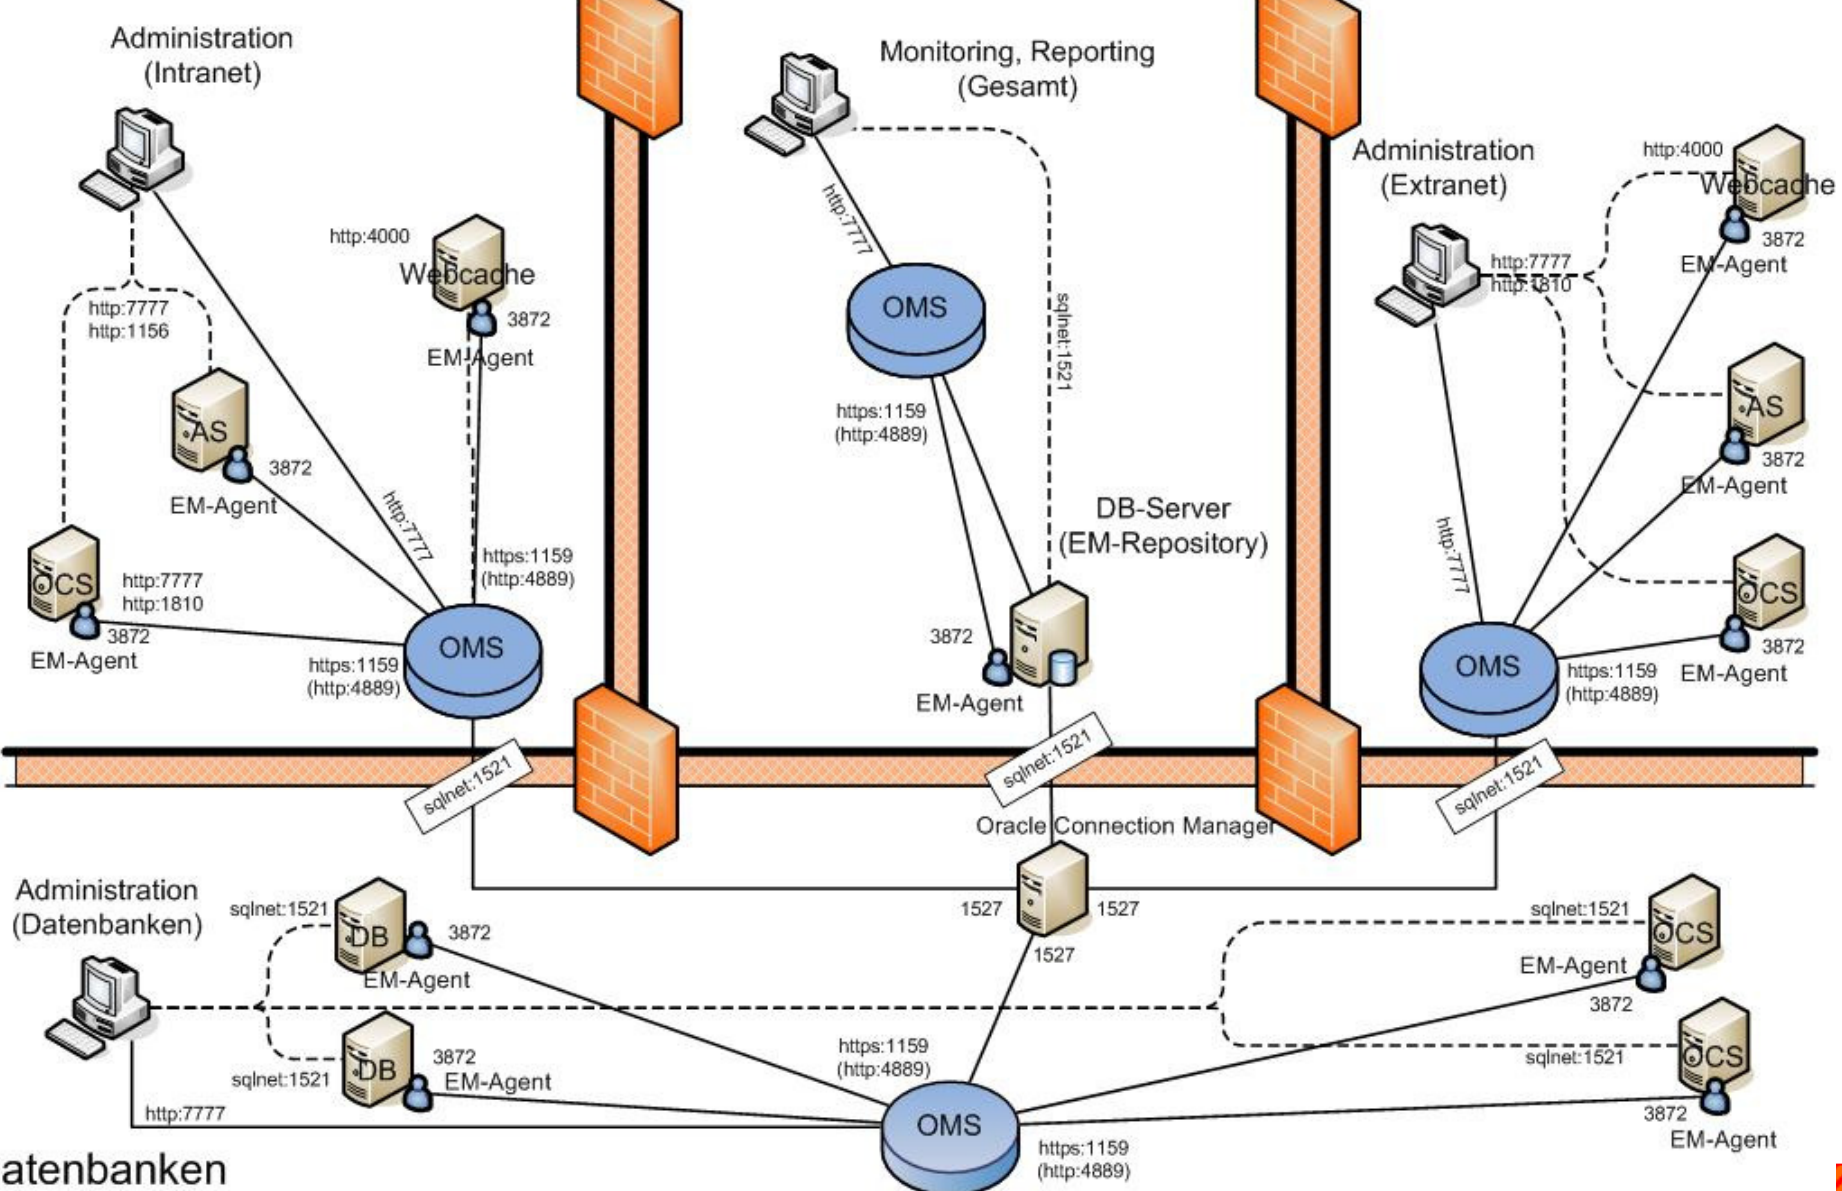 Administration
(Intranet)
http:7777
http:1156
http:4000
Webcache
3872
EM-Agent
AS
3872
EM-Agent
OCS
http:7777
http:1810
3872
EM-Agent
http:7777
https:1159
(http:4889)
OMS
https:1159
(http:4889)
sqlnet:1521
Monitoring, Reporting
(Gesamt)
http:7777
OMS
sqlnet:1521
https:1159
(http:4889)
DB-Server
(EM-Repository)
3872
EM-Agent
sqlnet:1521
Oracle Connection Manager
Administration
(Extranet)
http:4000
Webcache
3872
EM-Agent
http:7777
http:1810
AS
3872
EM-Agent
http:7777
OCS
3872
EM-Agent
OMS
https:1159
(http:4889)
sqlnet:1521
1527
1527
1527
Administration
(Datenbanken)
sqlnet:1521
DB
3872
EM-Agent
DB
3872
EM-Agent
sqlnet:1521
http:7777
https:1159
(http:4889)
OMS
https:1159
(http:4889)
sqlnet:1521
OCS
EM-Agent
3872
sqlnet:1521
OCS
3872
EM-Agent
atenbanken